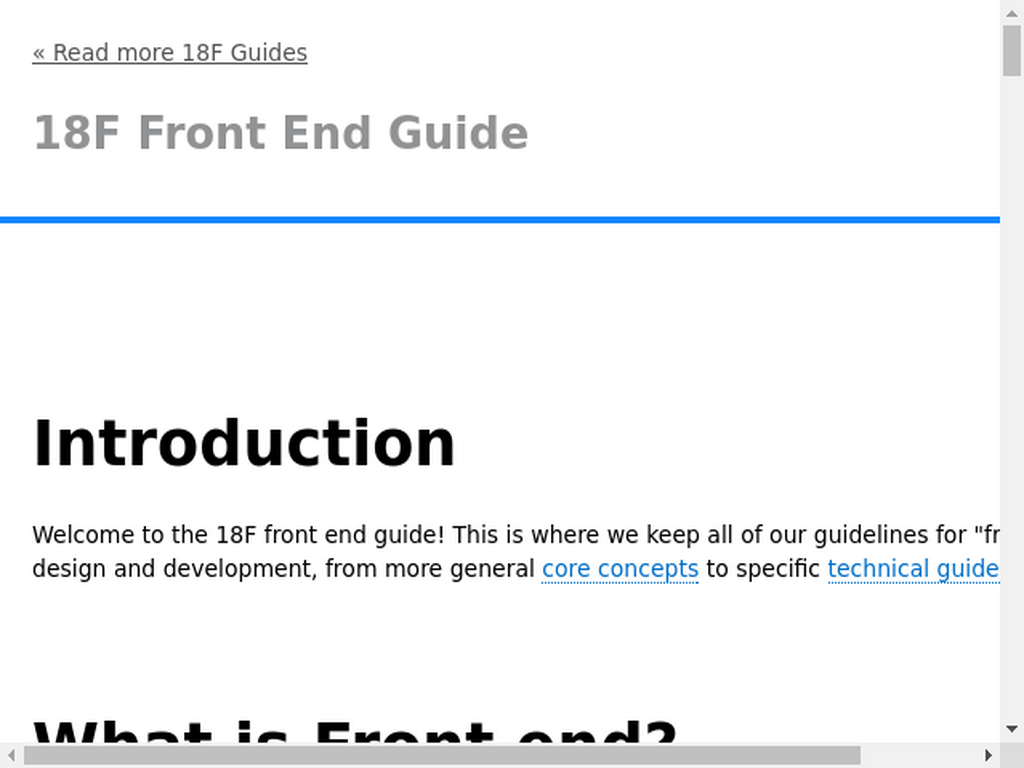 « Read more 18F Guides
18F Front End Guide
Introduction
Welcome to the 18F front end guide! This is where we keep all of our guidelines for "fr
design and development, from more general core concepts to specific technical guide
What is Front end?